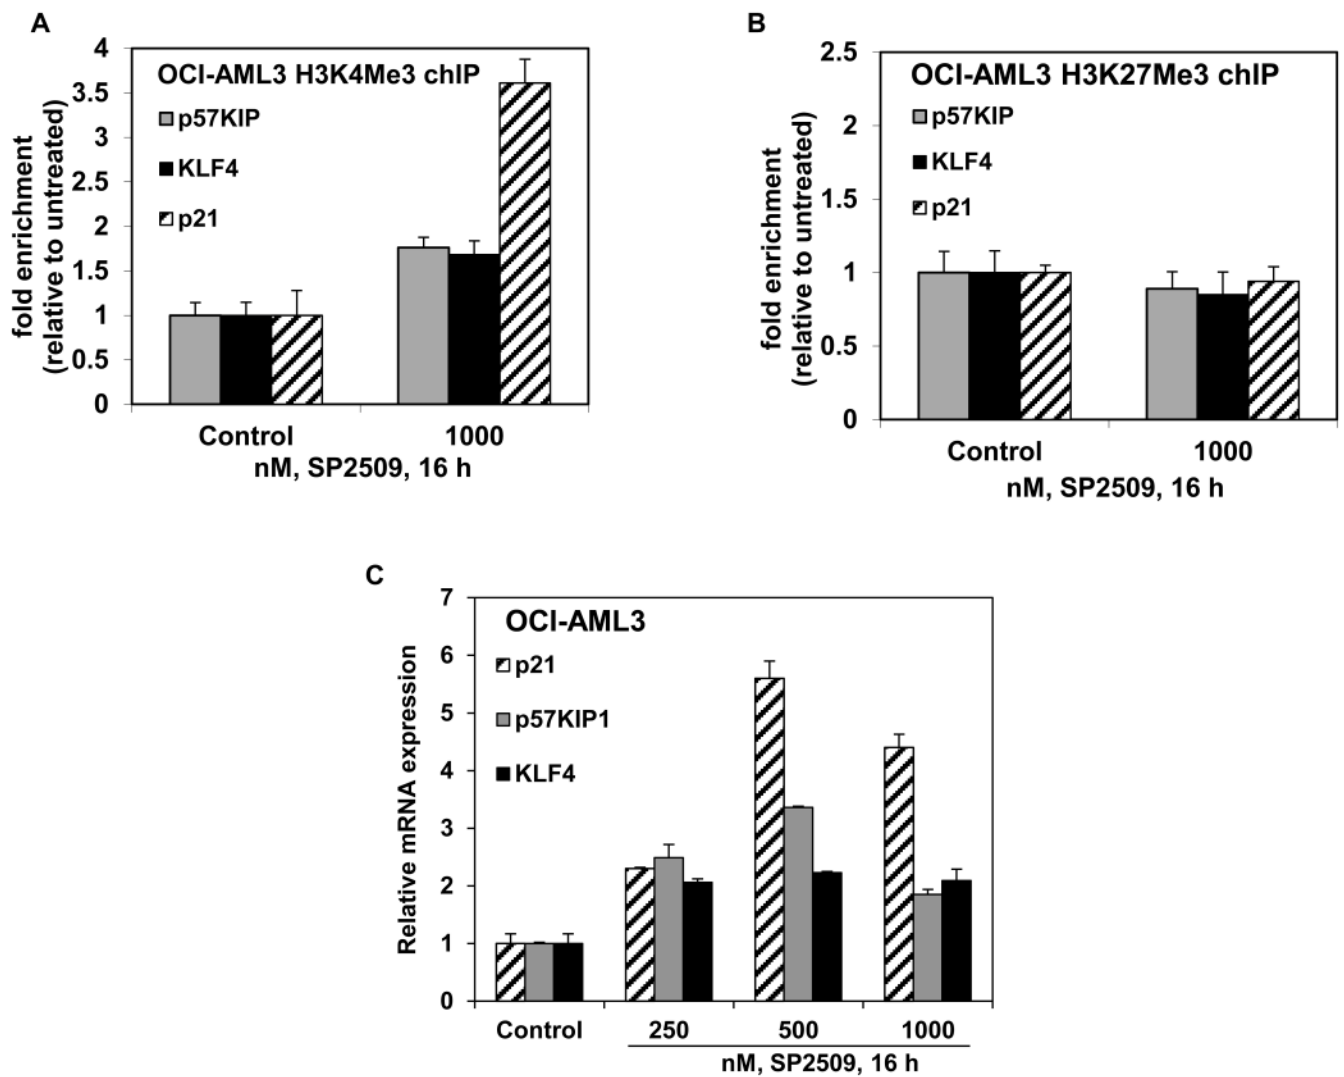 A
fold enrichment
(relative to untreated)
4
3.5
3
2.5
2
1.5
1
0.5
0
OCI-AML3 H3K4Me3 chIP
p57KIP
KLF4
p21
Control 1000
nM, SP2509, 16 h
B
fold enrichment
(relative to untreated)
2.5
2
1.5
1
0.5
0
OCI-AML3 H3K27Me3 chIP
p57KIP
KLF4
p21
Control 1000
nM, SP2509, 16 h
C
Relative mRNA expression
7
6
5
4
3
2
1
0
OCI-AML3
p21
p57KIP1
KLF4
Control 250 500 1000
nM, SP2509, 16 h